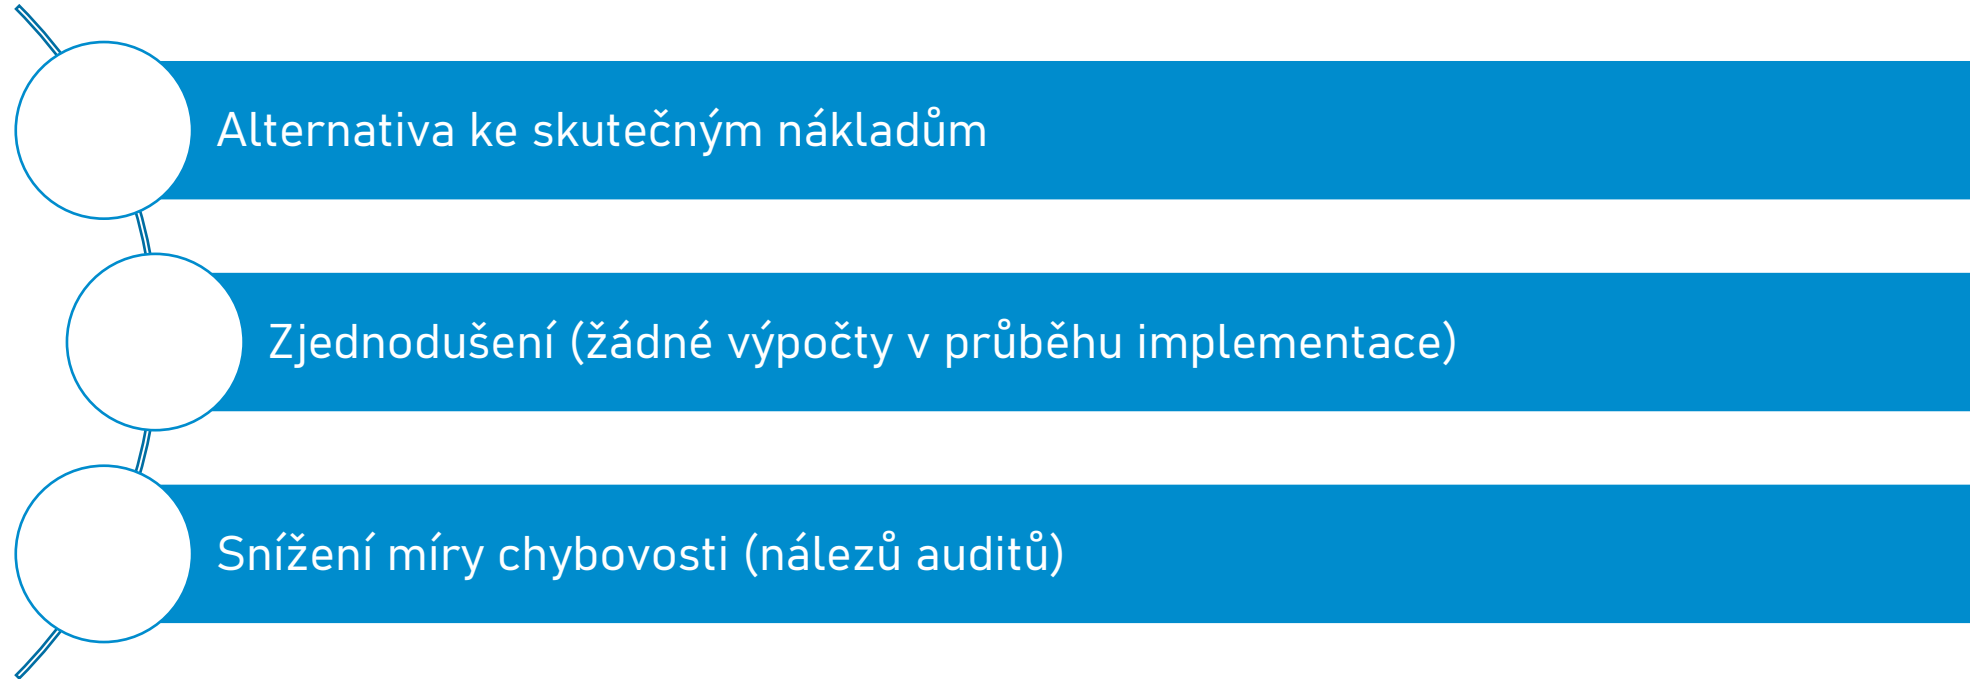 Alternativa ke skutečným nákladům
Zjednodušení (žádné výpočty v průběhu implementace)
Snížení míry chybovosti (nálezů auditů)